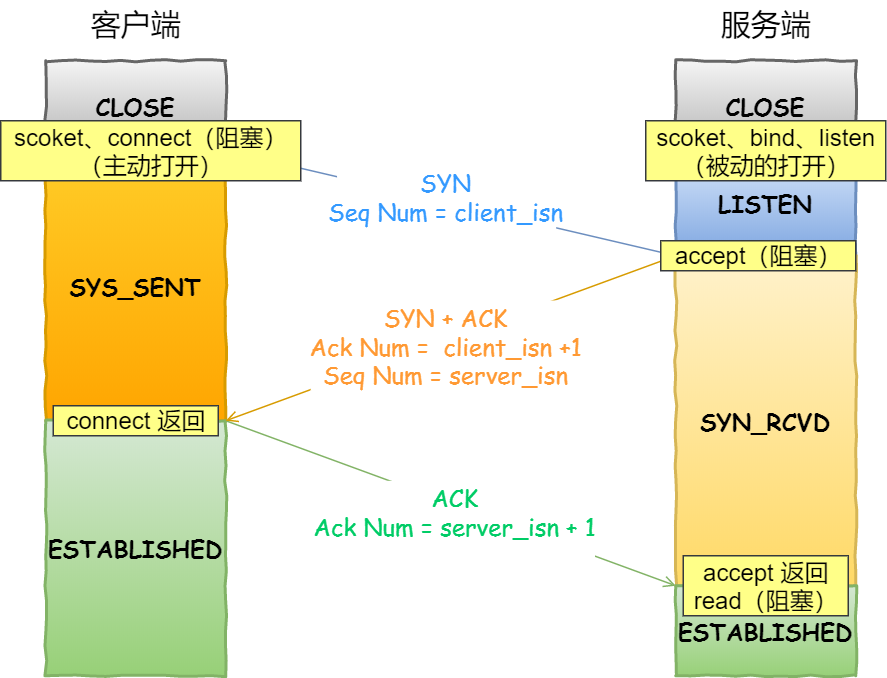 客户端
服务端
CLOSE
CLOSE
scoket、connect（阻塞）
（主动打开）
scoket、bind、listen
（被动的打开）
SYN
Seq Num = client_isn
LISTEN
accept（阻塞）
SYS_SENT
SYN + ACK
Ack Num = client_isn +1
Seq Num = server_isn
connect 返回
SYN_RCVD
ACK
Ack Num = server_isn + 1
ESTABLISHED
accept 返回
read（阻塞）
ESTABLISHED